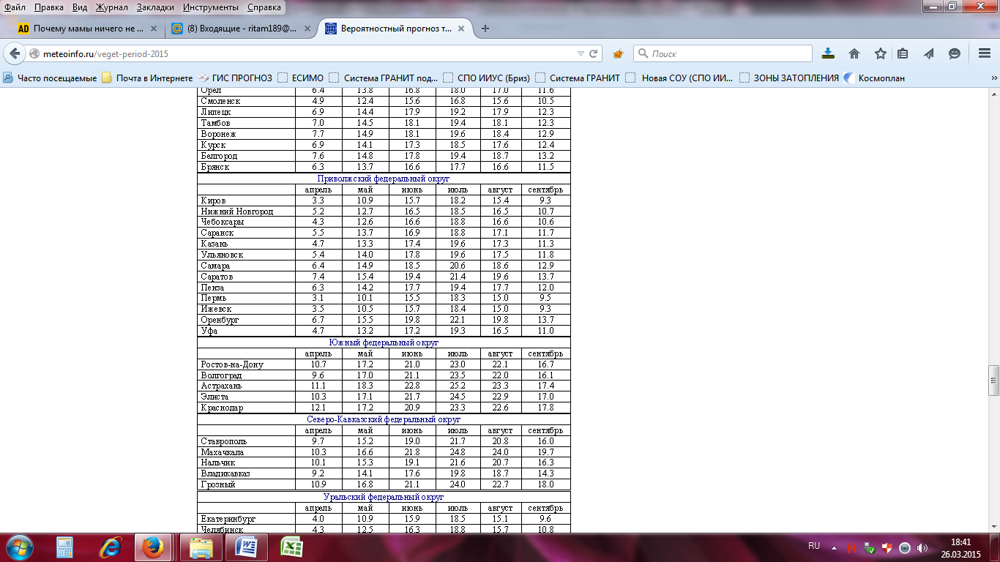 Файл Правка Вид Журнал Закладки Инструменты Справка
Почему мамы ничего не ... × (8) Входящие - ritam189@... × Вероятностный прогноз т... × +
meteoinfo.ru/veget-period-2015 Поиск
Часто посещаемые Почта в Интернете ГИС ПРОГНОЗ ЕСИМО Система ГРАНИТ под... СПО ИИУС (Бриз) Система ГРАНИТ Новая СОУ (СПО ИИ... ЗОНЫ ЗАТОПЛЕНИЯ Космоплан »
Орел 6.4 13.8 16.8 18.0 17.0 11.6
Смоленск 4.9 12.4 15.6 16.8 15.6 10.5
Липецк 6.9 14.4 17.9 19.2 17.9 12.3
Тамбов 7.0 14.5 18.1 19.4 18.1 12.3
Воронеж 7.7 14.9 18.1 19.6 18.4 12.9
Курск 6.9 14.1 17.3 18.5 17.6 12.4
Белгород 7.6 14.8 17.8 19.4 18.7 13.2
Брянск 6.3 13.7 16.6 17.7 16.6 11.5
Приволжский федеральный округ
апрель май июнь июль август сентябрь
Киров 3.3 10.9 15.7 18.2 15.4 9.3
Нижний Новгород 5.2 12.7 16.5 18.5 16.5 10.7
Чебоксары 4.3 12.6 16.6 18.8 16.6 10.6
Саранск 5.5 13.7 16.9 18.8 17.1 11.7
Казань 4.7 13.3 17.4 19.6 17.3 11.3
Ульяновск 5.4 14.0 17.8 19.6 17.5 11.8
Самара 6.4 14.9 18.5 20.6 18.6 12.9
Саратов 7.4 15.4 19.4 21.4 19.6 13.7
Пенза 6.3 14.2 17.7 19.4 17.7 12.0
Пермь 3.1 10.1 15.5 18.3 15.0 9.5
Ижевск 3.5 10.5 15.7 18.4 15.0 9.3
Оренбург 6.7 15.5 19.8 22.1 19.8 13.7
Уфа 4.7 13.2 17.2 19.3 16.5 11.0
Южный федеральный округ
апрель май июнь июль август сентябрь
Ростов-на-Дону 10.7 17.2 21.0 23.0 22.1 16.7
Волгоград 9.6 17.0 21.1 23.5 22.0 16.1
Астрахань 11.1 18.3 22.8 25.2 23.3 17.4
Элиста 10.3 17.1 21.7 24.5 22.9 17.0
Краснодар 12.1 17.2 20.9 23.3 22.6 17.8
Северо-Кавказский федеральный округ
апрель май июнь июль август сентябрь
Ставрополь 9.7 15.2 19.0 21.7 20.8 16.0
Махачкала 10.3 16.6 21.8 24.8 24.0 19.7
Нальчик 10.1 15.3 19.1 21.6 20.7 16.3
Владикавказ 9.2 14.1 17.6 19.8 18.7 14.3
Грозный 10.9 16.8 21.1 24.0 22.7 18.0
Уральский федеральный округ
апрель май июнь июль август сентябрь
Екатеринбург 4.0 10.9 15.9 18.5 15.1 9.6
Челябинск 4.3 12.5 16.3 18.8 15.7 10.8
RU 18:41
26.03.2015